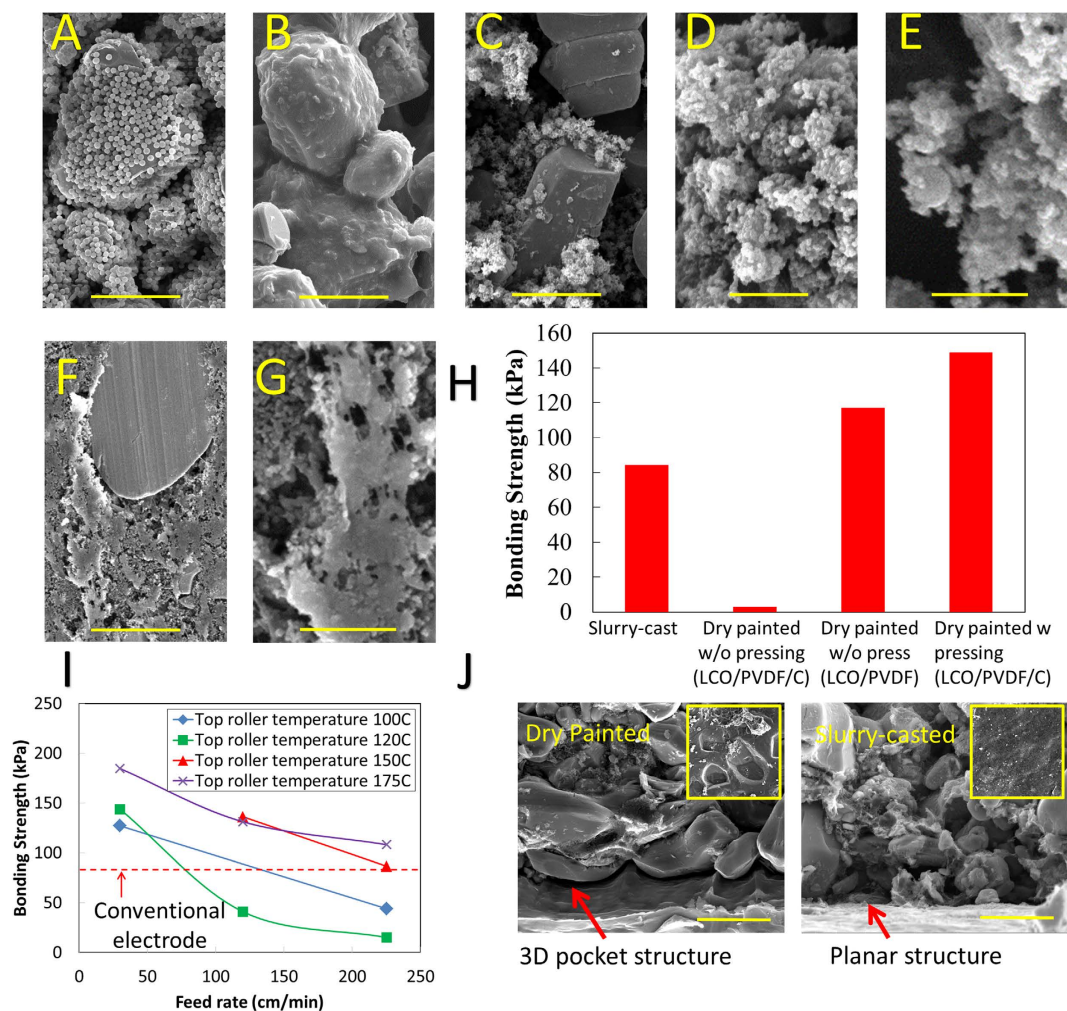 A
B
C
D
E
F
G
H
Bonding Strength (kPa)
160
140
120
100
80
60
40
20
0
Slurry-cast
Dry painted
w/o pressing
(LCO/PVDF/C)
Dry painted
w/o press
(LCO/PVDF)
Dry painted w
pressing
(LCO/PVDF/C)
I
Bonding Strength (kPa)
250
200
150
100
50
0
Top roller temperature 100C
Top roller temperature 120C
Top roller temperature 150C
Top roller temperature 175C
Conventional
electrode
0
50
100
150
200
250
Feed rate (cm/min)
J
Dry Painted
Slurry-casted
3D pocket structure
Planar structure